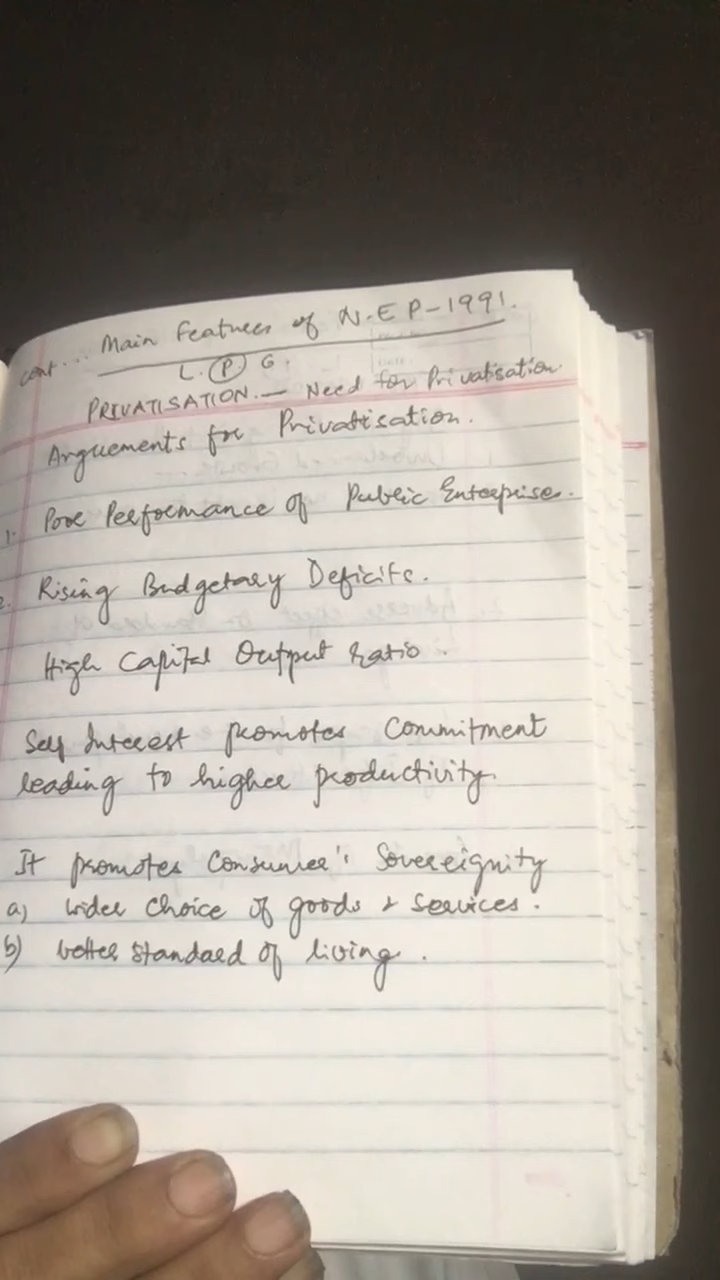 cont... Main Features of N.E P-1991.
L. P G.
PRIVATISATION.— Need for Privatisation
Arguements for Privatisation.
1. Poor Performance of Public Enterprise.
2. Rising Budgetary Deficits.
High Capital Output Ratio.
Self Interest promotes Commitment
leading to higher productivity.
It promotes Consumer's Sovereignity
a) wider choice of goods & Services.
b) better standard of living.